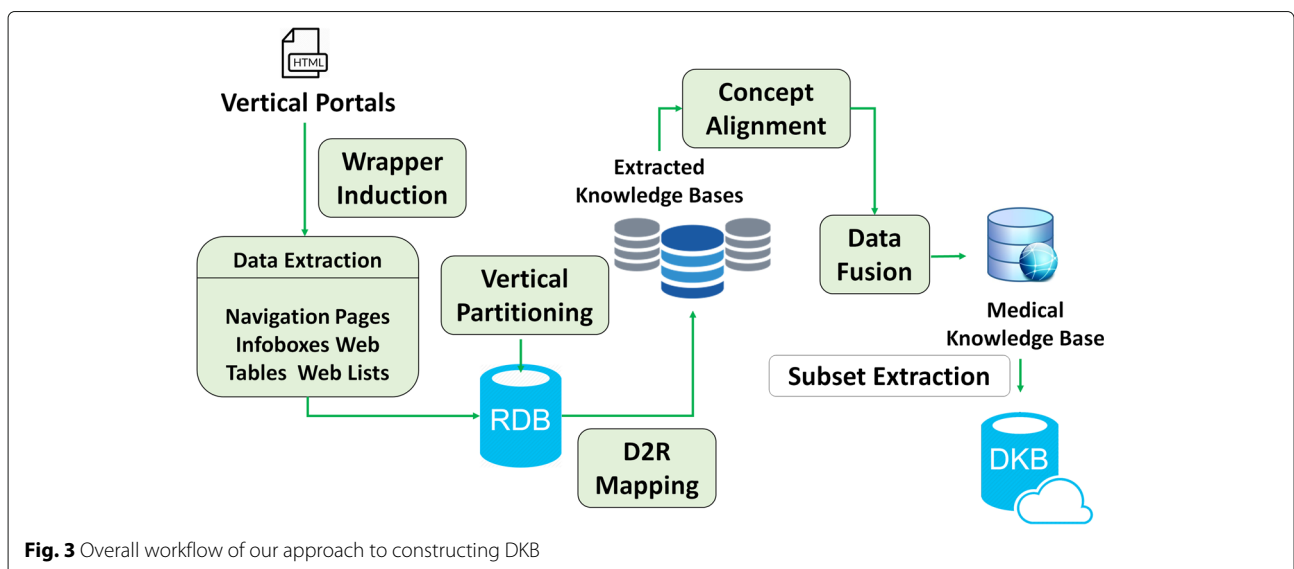 HTML
Vertical Portals
Wrapper
Induction
Data Extraction
Navigation Pages
Infoboxes Web
Tables Web Lists
Vertical
Partitioning
RDB
D2R
Mapping
Extracted
Knowledge Bases
Concept
Alignment
Data
Fusion
Medical
Knowledge Base
Subset Extraction
DKB
Fig. 3 Overall workflow of our approach to constructing DKB